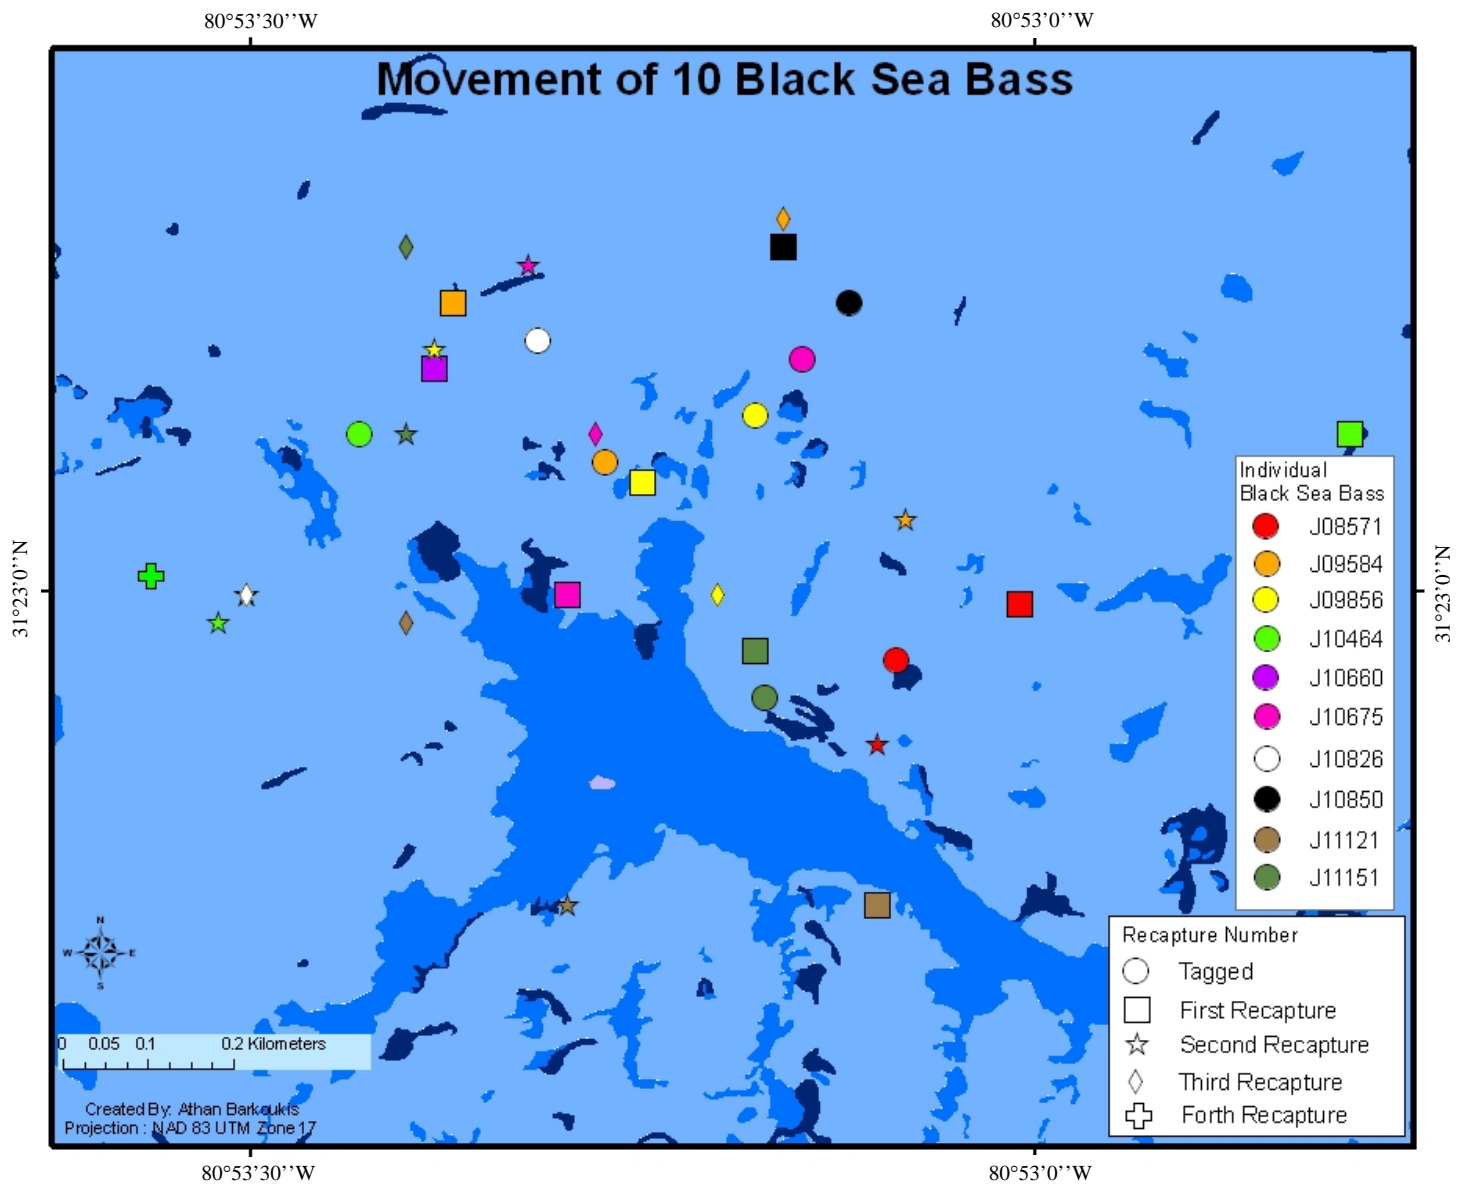 80°53'30''W 80°53'0''W
Movement of 10 Black Sea Bass
31°23'0''N
31°23'0''N
Individual
Black Sea Bass
J08571
J09584
J09856
J10464
J10660
J10675
J10826
J10850
J11121
J11151
Recapture Number
Tagged
First Recapture
Second Recapture
Third Recapture
Forth Recapture
N
W E
S
0 0.05 0.1 0.2 Kilometers
Created By: Athan Barkoukis
Projection : NAD 83 UTM Zone 17
80°53'30''W 80°53'0''W